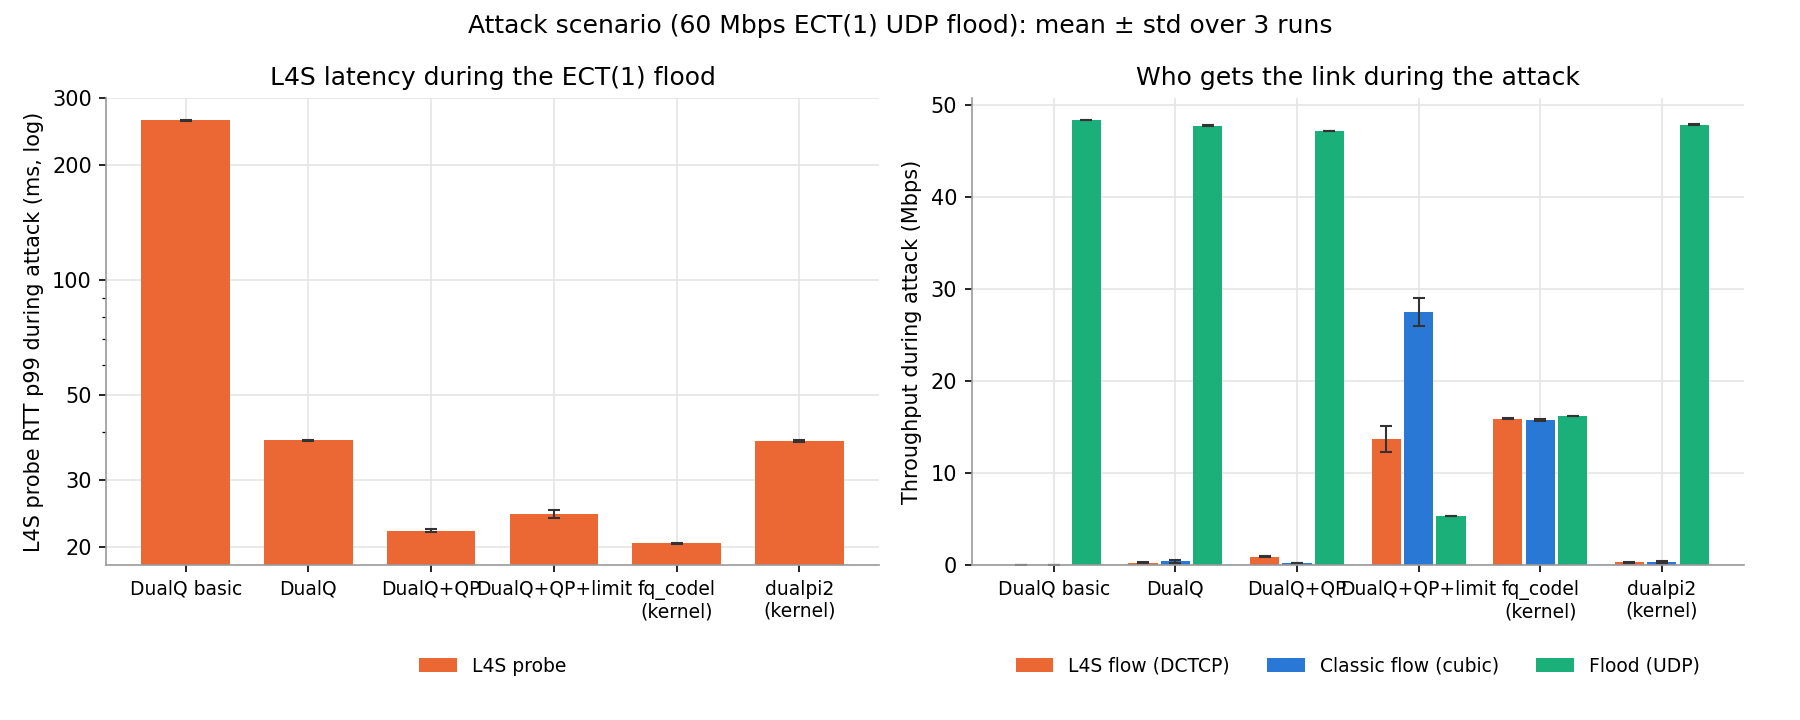 Attack scenario (60 Mbps ECT(1) UDP flood): mean ± std over 3 runs
L4S latency during the ECT(1) flood
L4S probe RTT p99 during attack (ms, log)
300
200
100
50
30
20
DualQ basic
DualQ
DualQ+QP
DualQ+QP+limit
fq_codel
(kernel)
dualpi2
(kernel)
L4S probe
Who gets the link during the attack
Throughput during attack (Mbps)
50
40
30
20
10
0
DualQ basic
DualQ
DualQ+QP
DualQ+QP+limit
fq_codel
(kernel)
dualpi2
(kernel)
L4S flow (DCTCP)
Classic flow (cubic)
Flood (UDP)